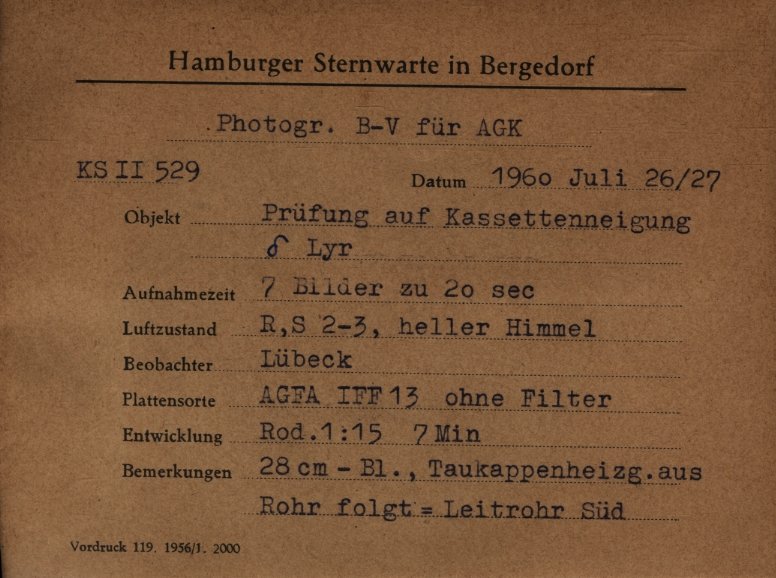 Hamburger Sternwarte in Bergedorf
Photogr. B-V für AGK
KS II 529
Datum 196o Juli 26/27
Objekt Prüfung auf Kassettenneigung
δ Lyr
Aufnahmezeit 7 Bilder zu 2o sec
Luftzustand R,S 2-3, heller Himmel
Beobachter Lübeck
Plattensorte AGFA IFF 13 ohne Filter
Entwicklung Rod.1:15 7 Min
Bemerkungen 28 cm - Bl., Taukappenheizg.aus
Rohr folgt = Leitrohr Süd
Vordruck 119. 1956/1. 2000